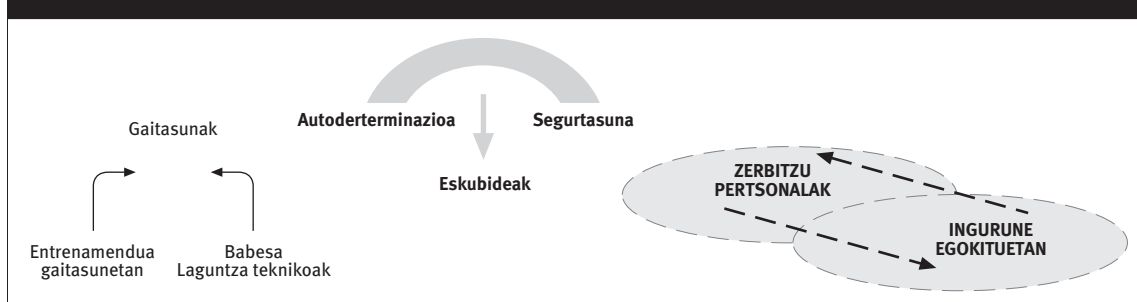 Gaitasunak
Entrenamendua
gaitasunetan
Babesa
Laguntza teknikoak
Autoderterminazioa
Segurtasuna
Eskubideak
ZERBITZU
PERTSONALAK
INGURUNE
EGOKITUETAN